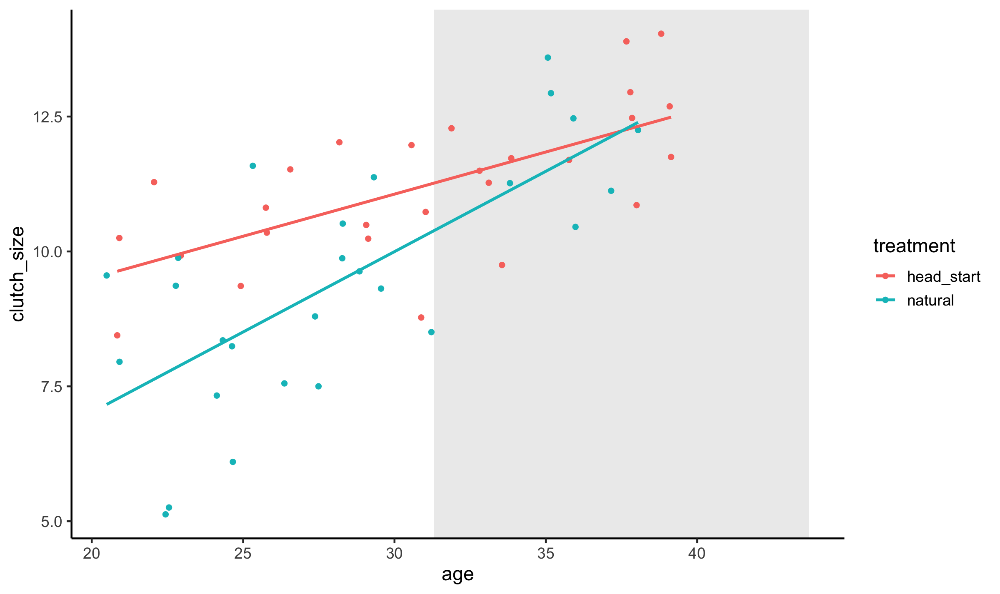 clutch_size
12.5
10.0
7.5
5.0
20 25 30 35 40
age
treatment
head_start
natural